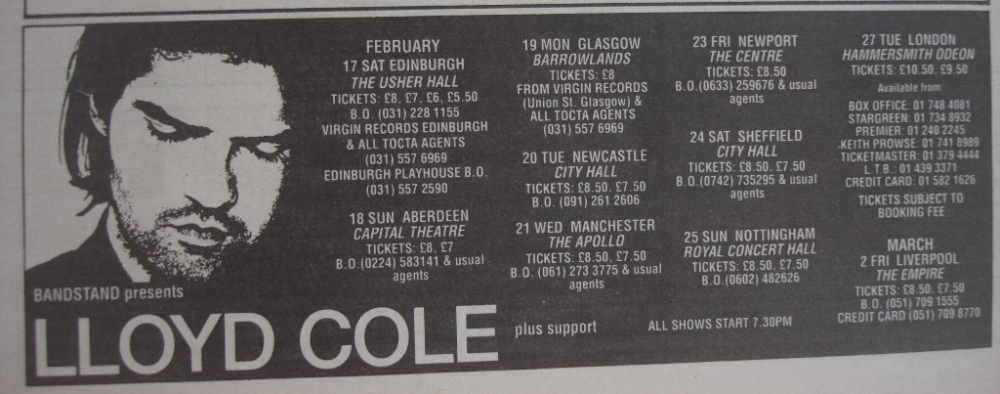 FEBRUARY
17 SAT EDINBURGH
THE USHER HALL
TICKETS: £8, £7, £6, £5.50
B.O. (031) 228 1155
VIRGIN RECORDS EDINBURGH
& ALL TOCTA AGENTS
(031) 557 6969
EDINBURGH PLAYHOUSE B.O.
(031) 557 2590
18 SUN ABERDEEN
CAPITAL THEATRE
TICKETS: £8, £7
B.O.(0224) 583141 & usual
agents
19 MON GLASGOW
BARROWLANDS
TICKETS: £8
FROM VIRGIN RECORDS
(Union St. Glasgow) &
ALL TOCTA AGENTS
(031) 557 6969
20 TUE NEWCASTLE
CITY HALL
TICKETS: £8.50, £7.50
B.O. (091) 261 2606
21 WED MANCHESTER
THE APOLLO
TICKETS: £8.50, £7.50
B.O. (061) 273 3775 & usual
agents
23 FRI NEWPORT
THE CENTRE
TICKETS: £8.50
B.O.(0633) 259676 & usual
agents
24 SAT SHEFFIELD
CITY HALL
TICKETS: £8.50, £7.50
B.O.(0742) 735295 & usual
agents
25 SUN NOTTINGHAM
ROYAL CONCERT HALL
TICKETS: £8.50, £7.50
B.O.(0602) 482626
27 TUE LONDON
HAMMERSMITH ODEON
TICKETS: £10.50, £9.50
Available from:
BOX OFFICE: 01 748 4081
STARGREEN: 01 734 8932
PREMIER: 01 240 2245
KEITH PROWSE: 01 741 8989
TICKETMASTER: 01 379 4444
L.T.B.: 01 439 3371
CREDIT CARD: 01 582 1626
TICKETS SUBJECT TO
BOOKING FEE
MARCH
2 FRI LIVERPOOL
THE EMPIRE
TICKETS: £8.50, £7.50
B.O. (051) 709 1555
CREDIT CARD (051) 709 8770
BANDSTAND presents
LLOYD COLE
plus support
ALL SHOWS START 7.30PM